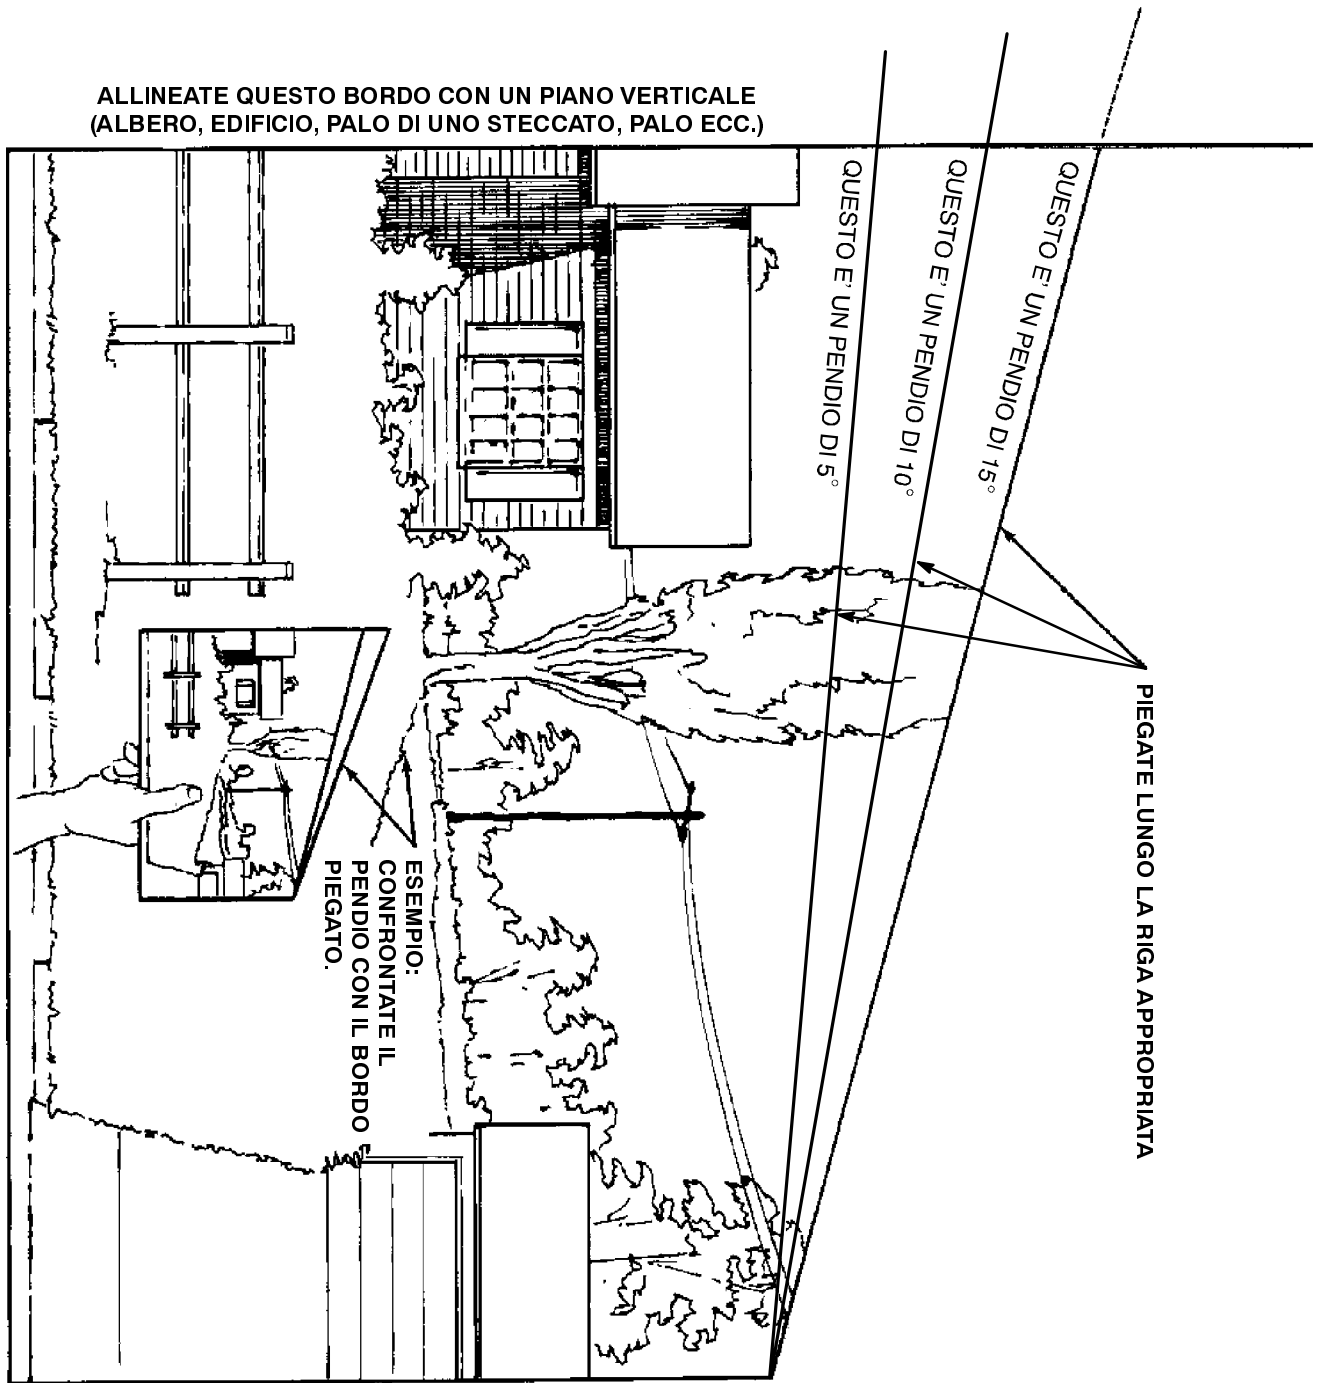 ALLINEATE QUESTO BORDO CON UN PIANO VERTICALE
(ALBERO, EDIFICIO, PALO DI UNO STECCATO, PALO ECC.)
QUESTO E' UN PENDIO DI 5°
QUESTO E' UN PENDIO DI 10°
QUESTO E' UN PENDIO DI 15°
PIEGATE LUNGO LA RIGA APPROPRIATA
ESEMPIO:
CONFRONTATE IL
PENDIO CON IL BORDO
PIEGATO.